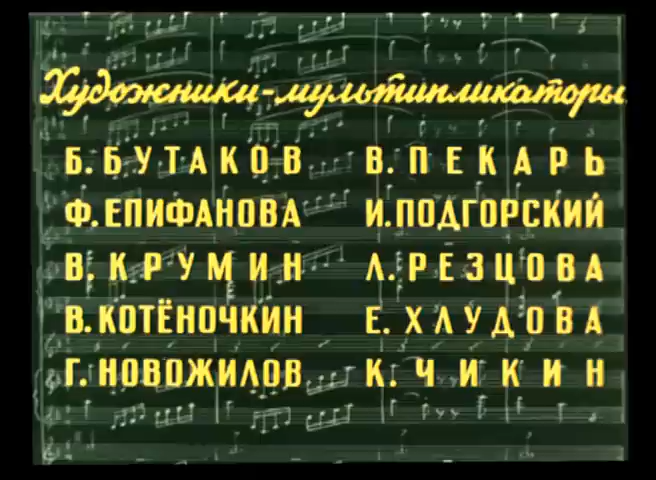 Художники-мультипликаторы
Б. БУТАКОВ
Ф. ЕПИФАНОВА
В. КРУМИН
В. КОТЁНОЧКИН
Г. НОВОЖИЛОВ
В. ПЕКАРЬ
И. ПОДГОРСКИЙ
Л. РЕЗЦОВА
Е. ХЛУДОВА
К. ЧИКИН